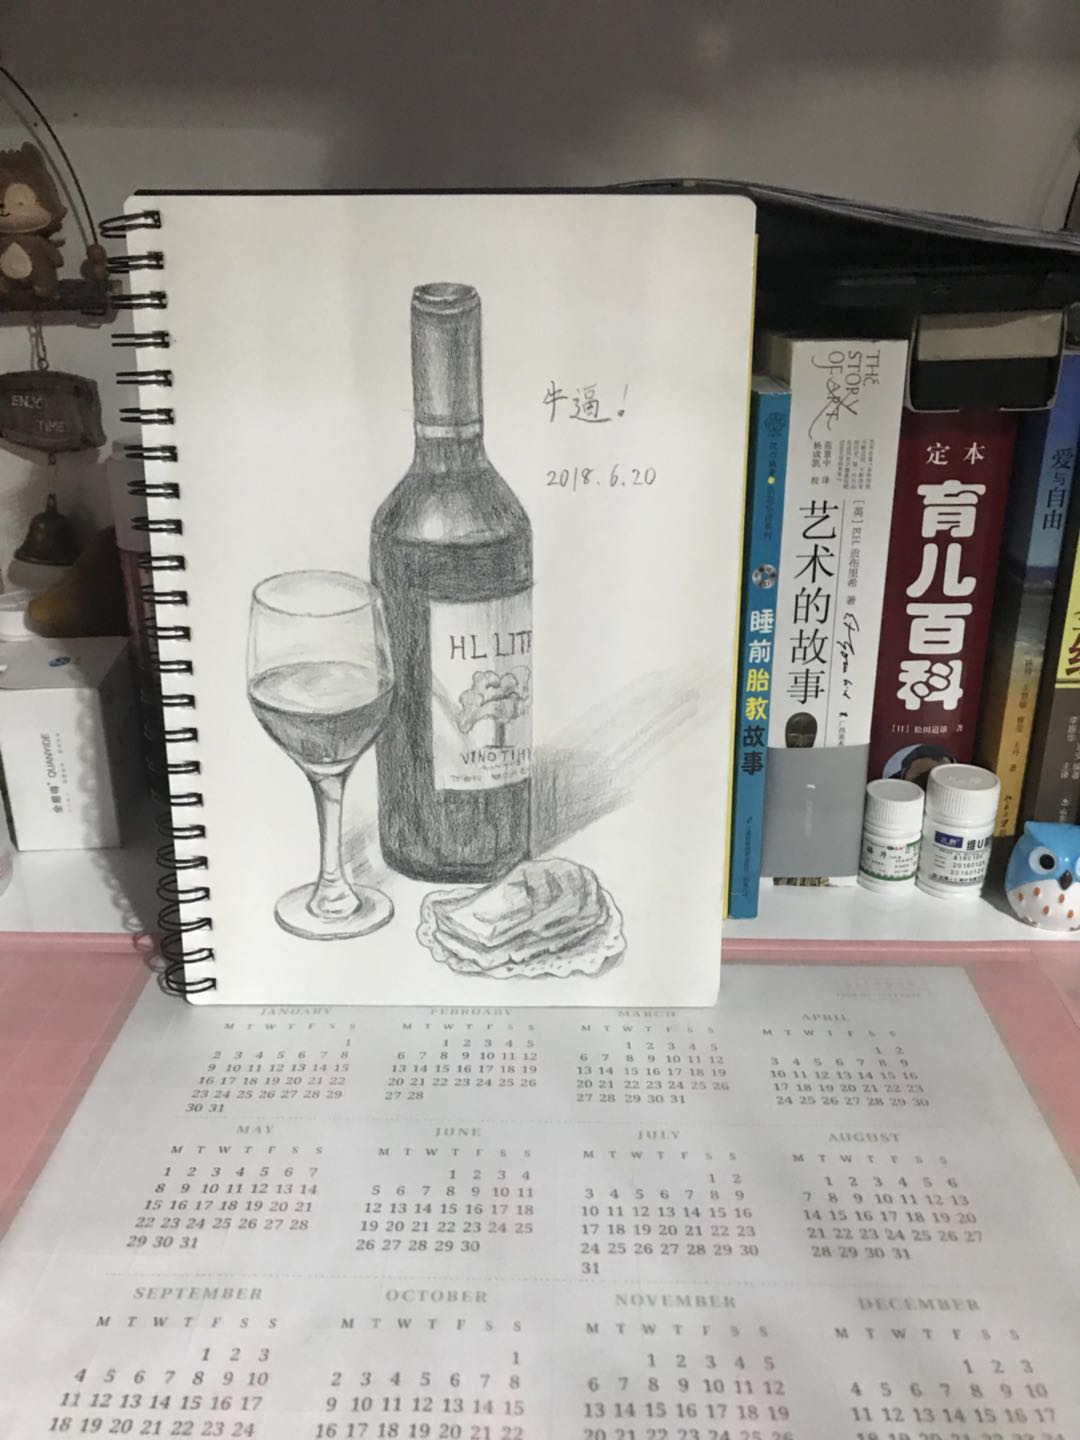 ENJOY
TIME
牛逼！
2018.6.20
HL LITR
VINOTIHI
全能得® QUANYIDE
睡前胎教故事
THE
STORY
OF ART
范景中 译
杨成凯 校
艺术的故事
[英] 贡布里希 著
定本
育儿百科
[日] 松田道雄 著
爱与自由
JANUARY
M T W T F S S
1
2 3 4 5 6 7 8
9 10 11 12 13 14 15
16 17 18 19 20 21 22
23 24 25 26 27 28 29
30 31
FEBRUARY
M T W T F S S
1 2 3 4 5
6 7 8 9 10 11 12
13 14 15 16 17 18 19
20 21 22 23 24 25 26
27 28
MARCH
M T W T F S S
1 2 3 4 5
6 7 8 9 10 11 12
13 14 15 16 17 18 19
20 21 22 23 24 25 26
27 28 29 30 31
APRIL
M T W T F S S
1 2
3 4 5 6 7 8 9
10 11 12 13 14 15 16
17 18 19 20 21 22 23
24 25 26 27 28 29 30
MAY
M T W T F S S
1 2 3 4 5 6 7
8 9 10 11 12 13 14
15 16 17 18 19 20 21
22 23 24 25 26 27 28
29 30 31
JUNE
M T W T F S S
1 2 3 4
5 6 7 8 9 10 11
12 13 14 15 16 17 18
19 20 21 22 23 24 25
26 27 28 29 30
JULY
M T W T F S S
1 2
3 4 5 6 7 8 9
10 11 12 13 14 15 16
17 18 19 20 21 22 23
24 25 26 27 28 29 30
31
AUGUST
M T W T F S S
1 2 3 4 5 6
7 8 9 10 11 12 13
14 15 16 17 18 19 20
21 22 23 24 25 26 27
28 29 30 31
SEPTEMBER
M T W T F S S
1 2 3
4 5 6 7 8 9 10
11 12 13 14 15 16 17
18 19 20 21 22 23 24
OCTOBER
M T W T F S S
1
2 3 4 5 6 7 8
9 10 11 12 13 14 15
16 17 18 19 20 21 22
NOVEMBER
M T W T F S S
1 2 3 4 5
6 7 8 9 10 11 12
13 14 15 16 17 18 19
20 21 22 23 24 25 26
DECEMBER
M T W T F S S
1 2 3
4 5 6 7 8 9 10
11 12 13 14 15 16 17